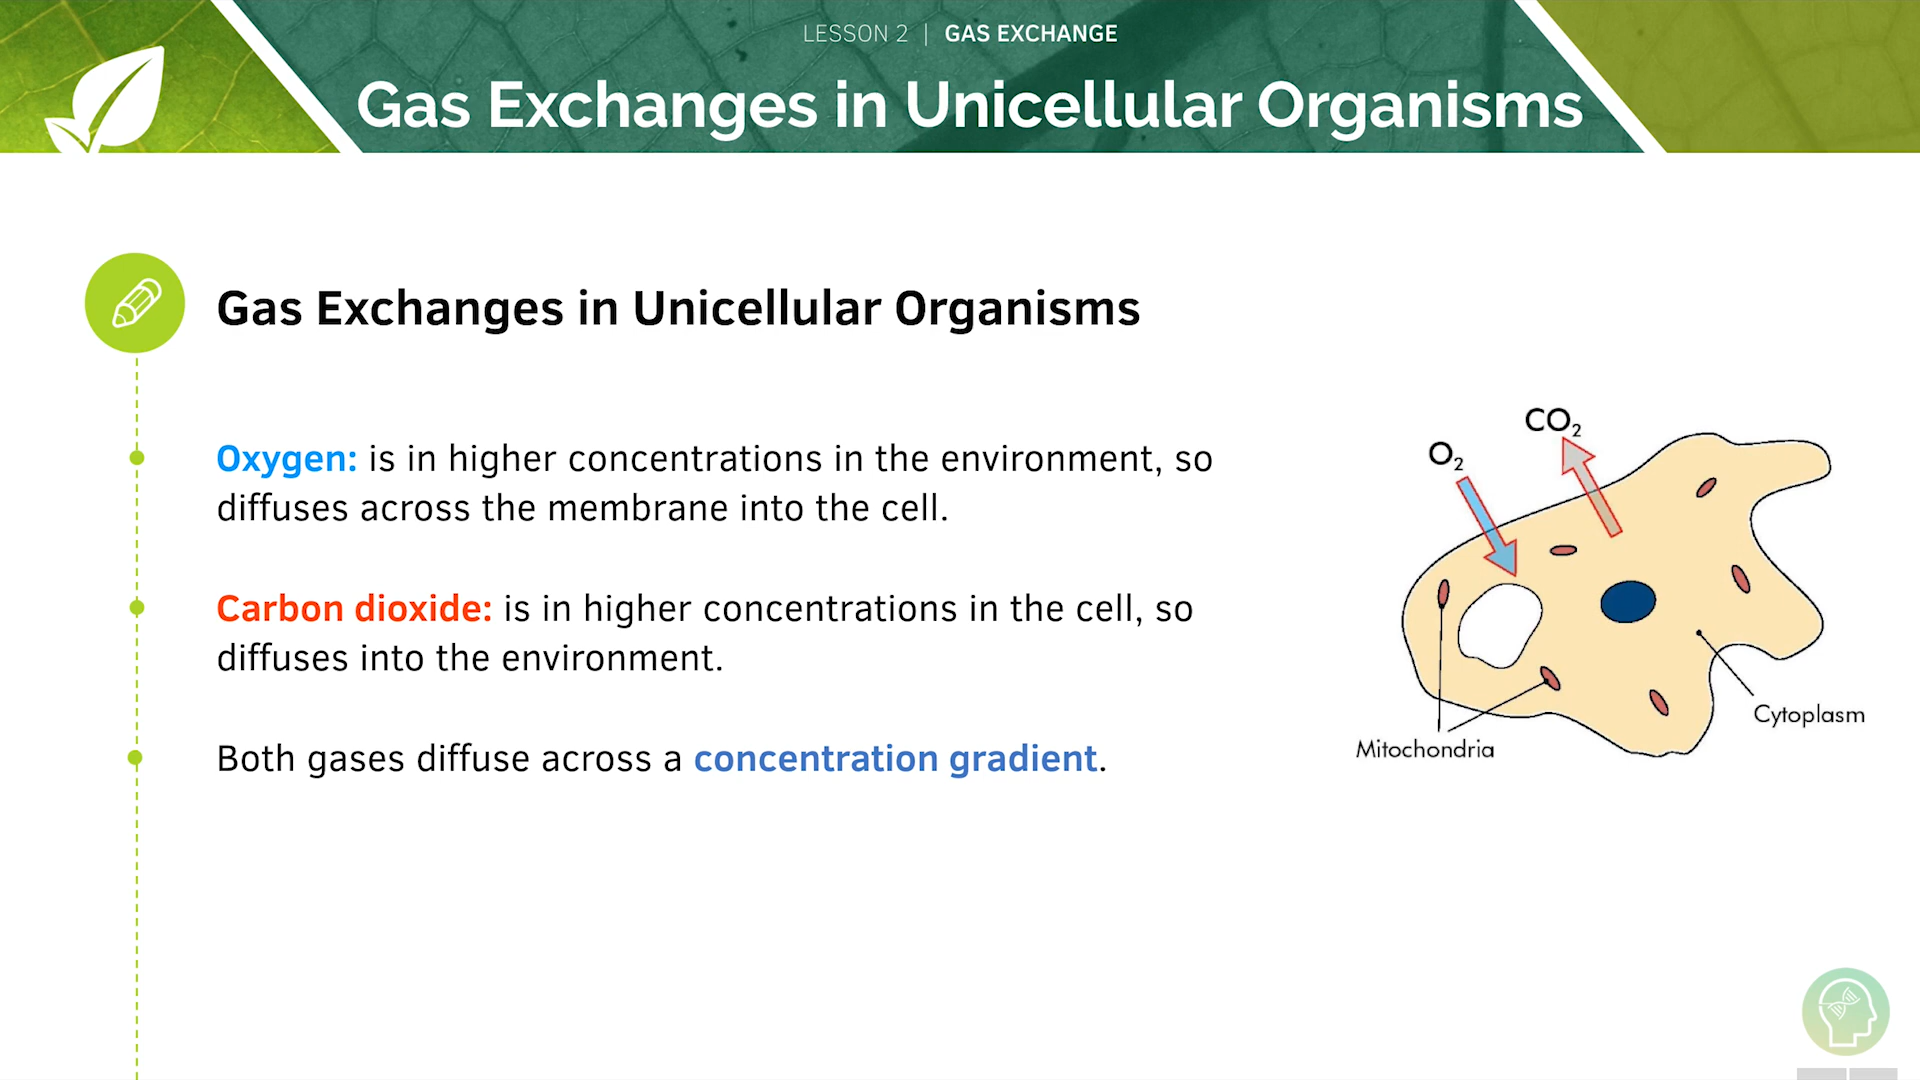 LESSON 2 | GAS EXCHANGE
Gas Exchanges in Unicellular Organisms
Gas Exchanges in Unicellular Organisms
Oxygen: is in higher concentrations in the environment, so
diffuses across the membrane into the cell.
Carbon dioxide: is in higher concentrations in the cell, so
diffuses into the environment.
Both gases diffuse across a concentration gradient.
CO₂
O₂
Cytoplasm
Mitochondria